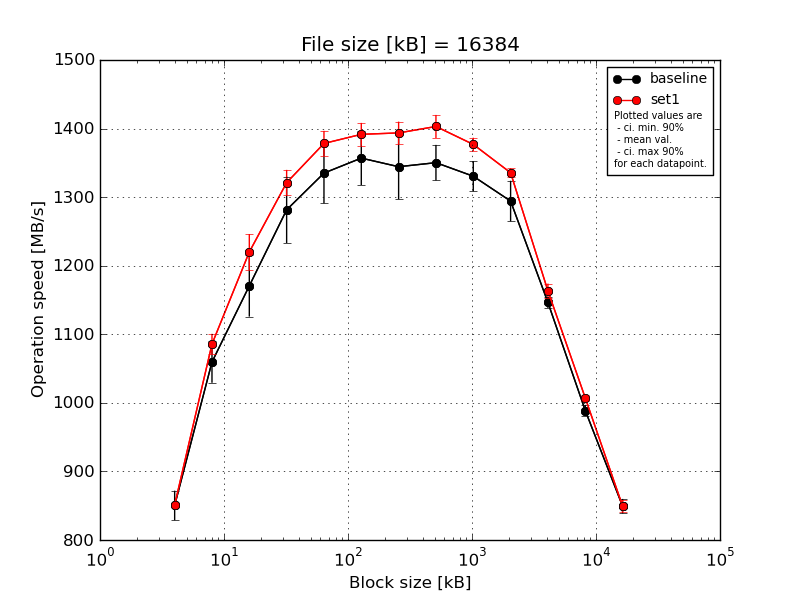 File size [kB] = 16384
1500
1400
1300
1200
1100
1000
900
800
Operation speed [MB/s]
baseline
set1
Plotted values are
- ci. min. 90%
- mean val.
- ci. max 90%
for each datapoint.
10^0 10^1 10^2 10^3 10^4 10^5
Block size [kB]